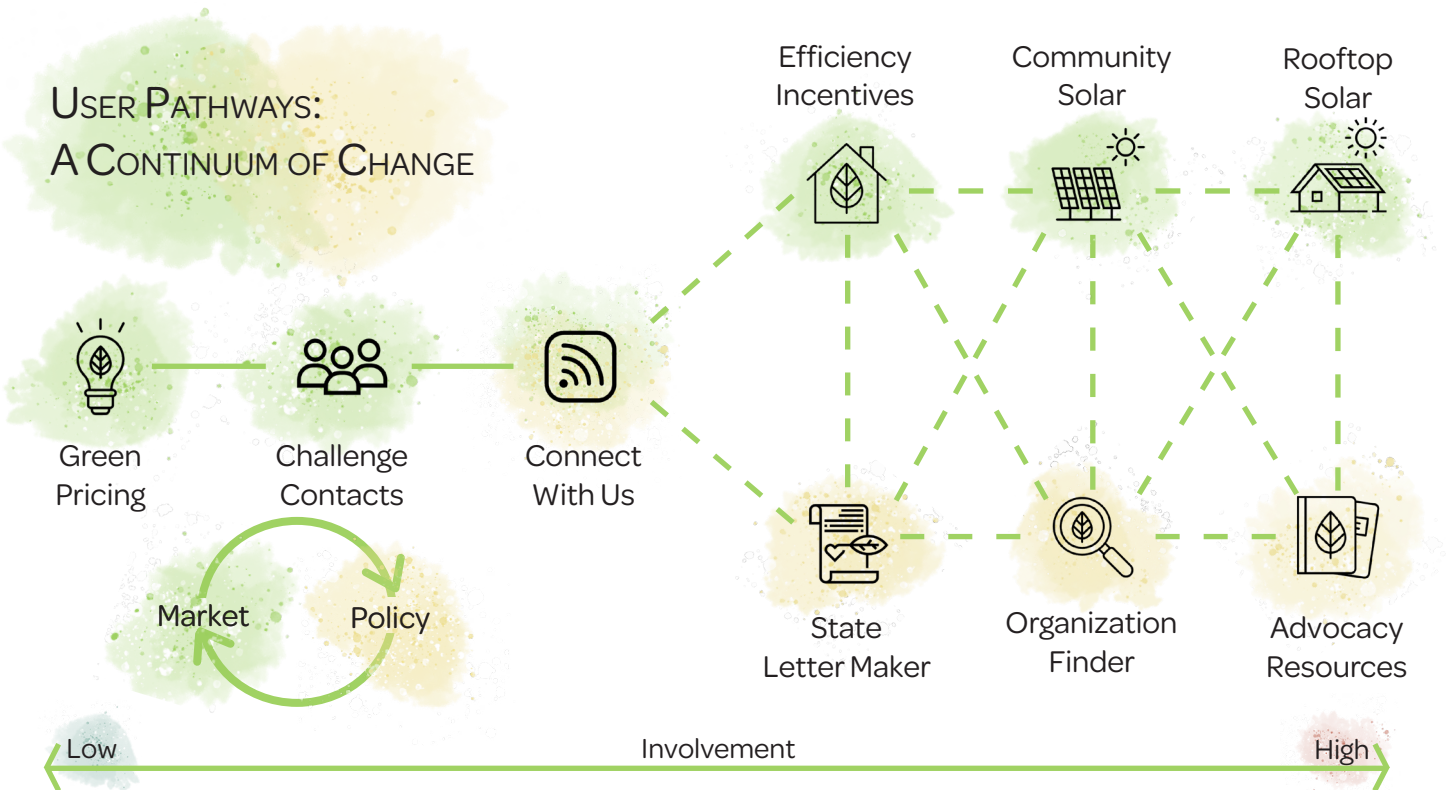 USER PATHWAYS:
A CONTINUUM OF CHANGE
Efficiency
Incentives
Community
Solar
Rooftop
Solar
Green
Pricing
Challenge
Contacts
Connect
With Us
Market
Policy
State
Letter Maker
Organization
Finder
Advocacy
Resources
Low
Involvement
High